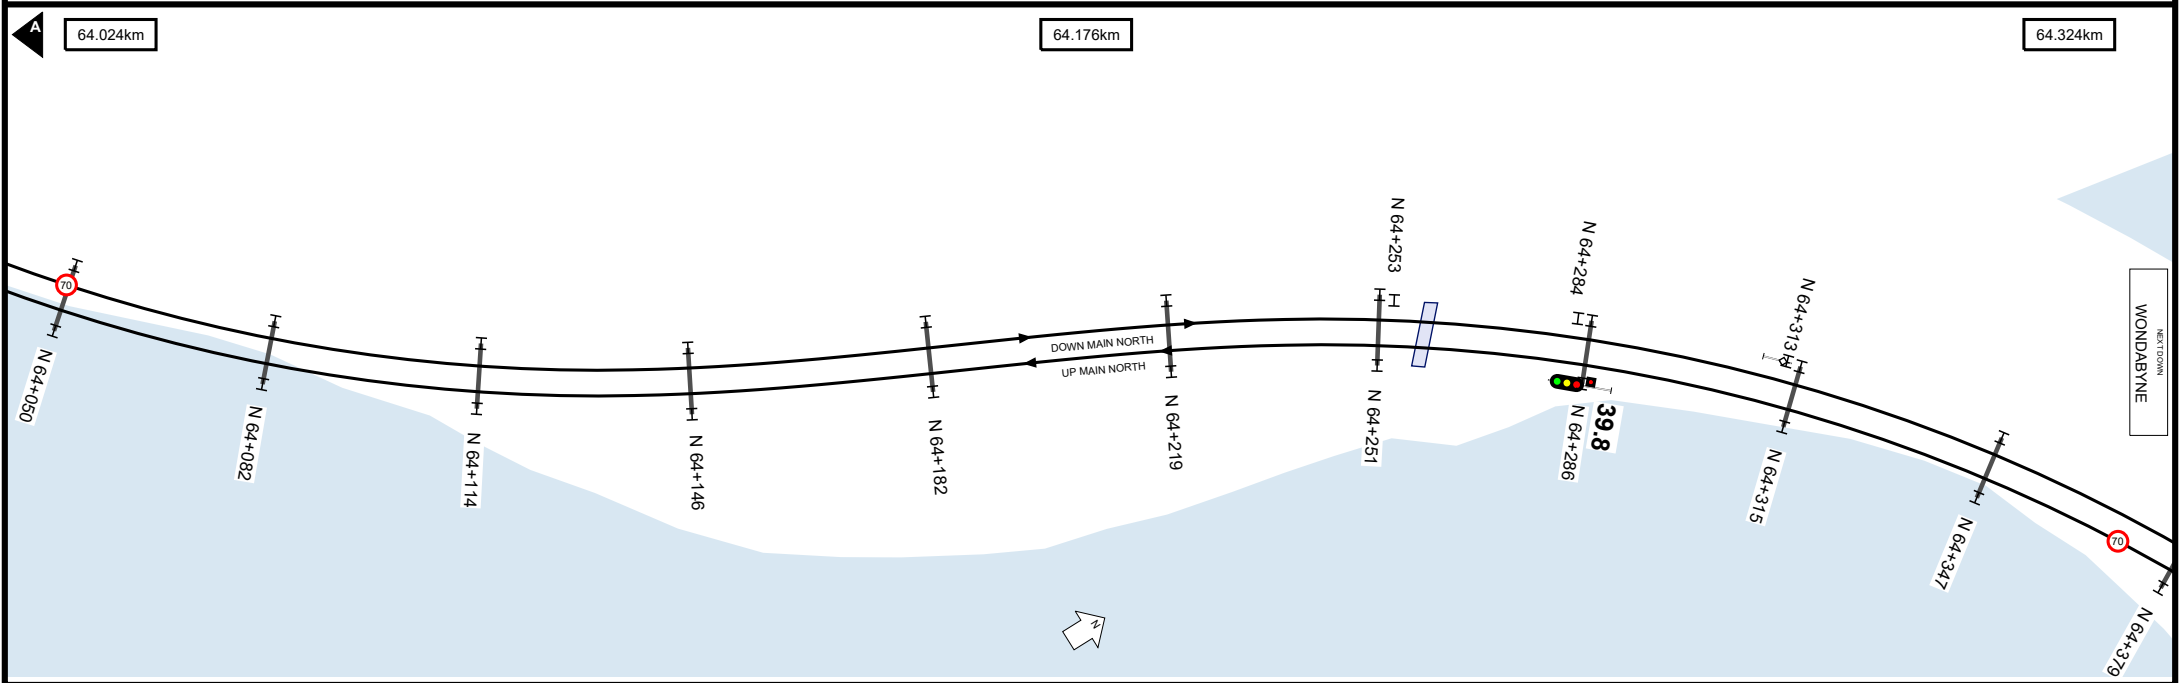 A
64.024km
64.176km
64.324km
N 64+253
N 64+284
N 64+313
70
DOWN MAIN NORTH
UP MAIN NORTH
NEXT DOWN
WONDABYNE
N 64+050
N 64+082
N 64+114
N 64+146
N 64+182
N 64+219
N 64+251
N 64+286
39.8
N 64+315
N 64+347
70
N 64+379
N